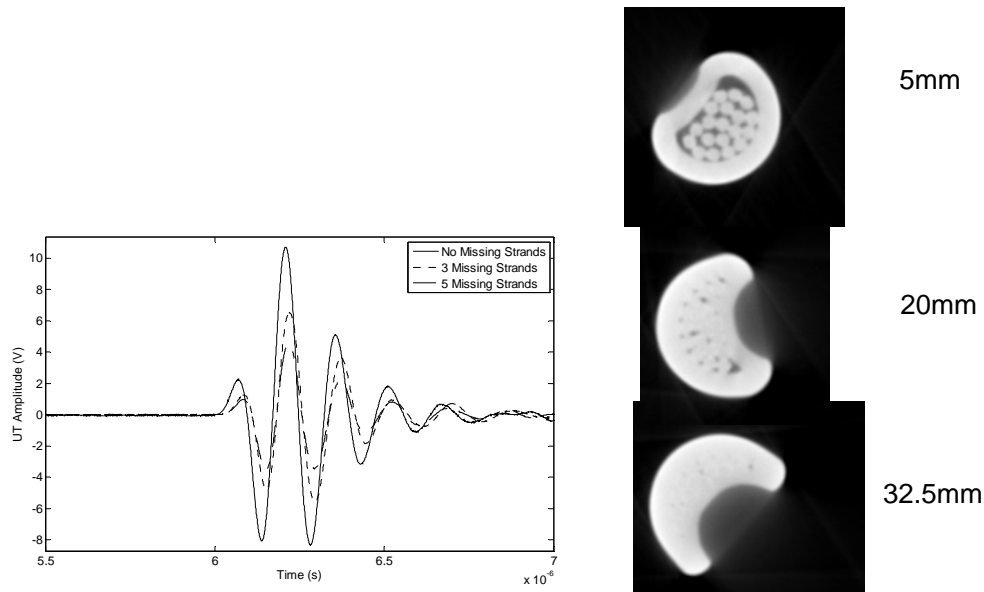 5mm
20mm
32.5mm
No Missing Strands
3 Missing Strands
5 Missing Strands
UT Amplitude (V)
10
8
6
4
2
0
-2
-4
-6
-8
5.5
6
6.5
7
Time (s)
x 10⁻⁶